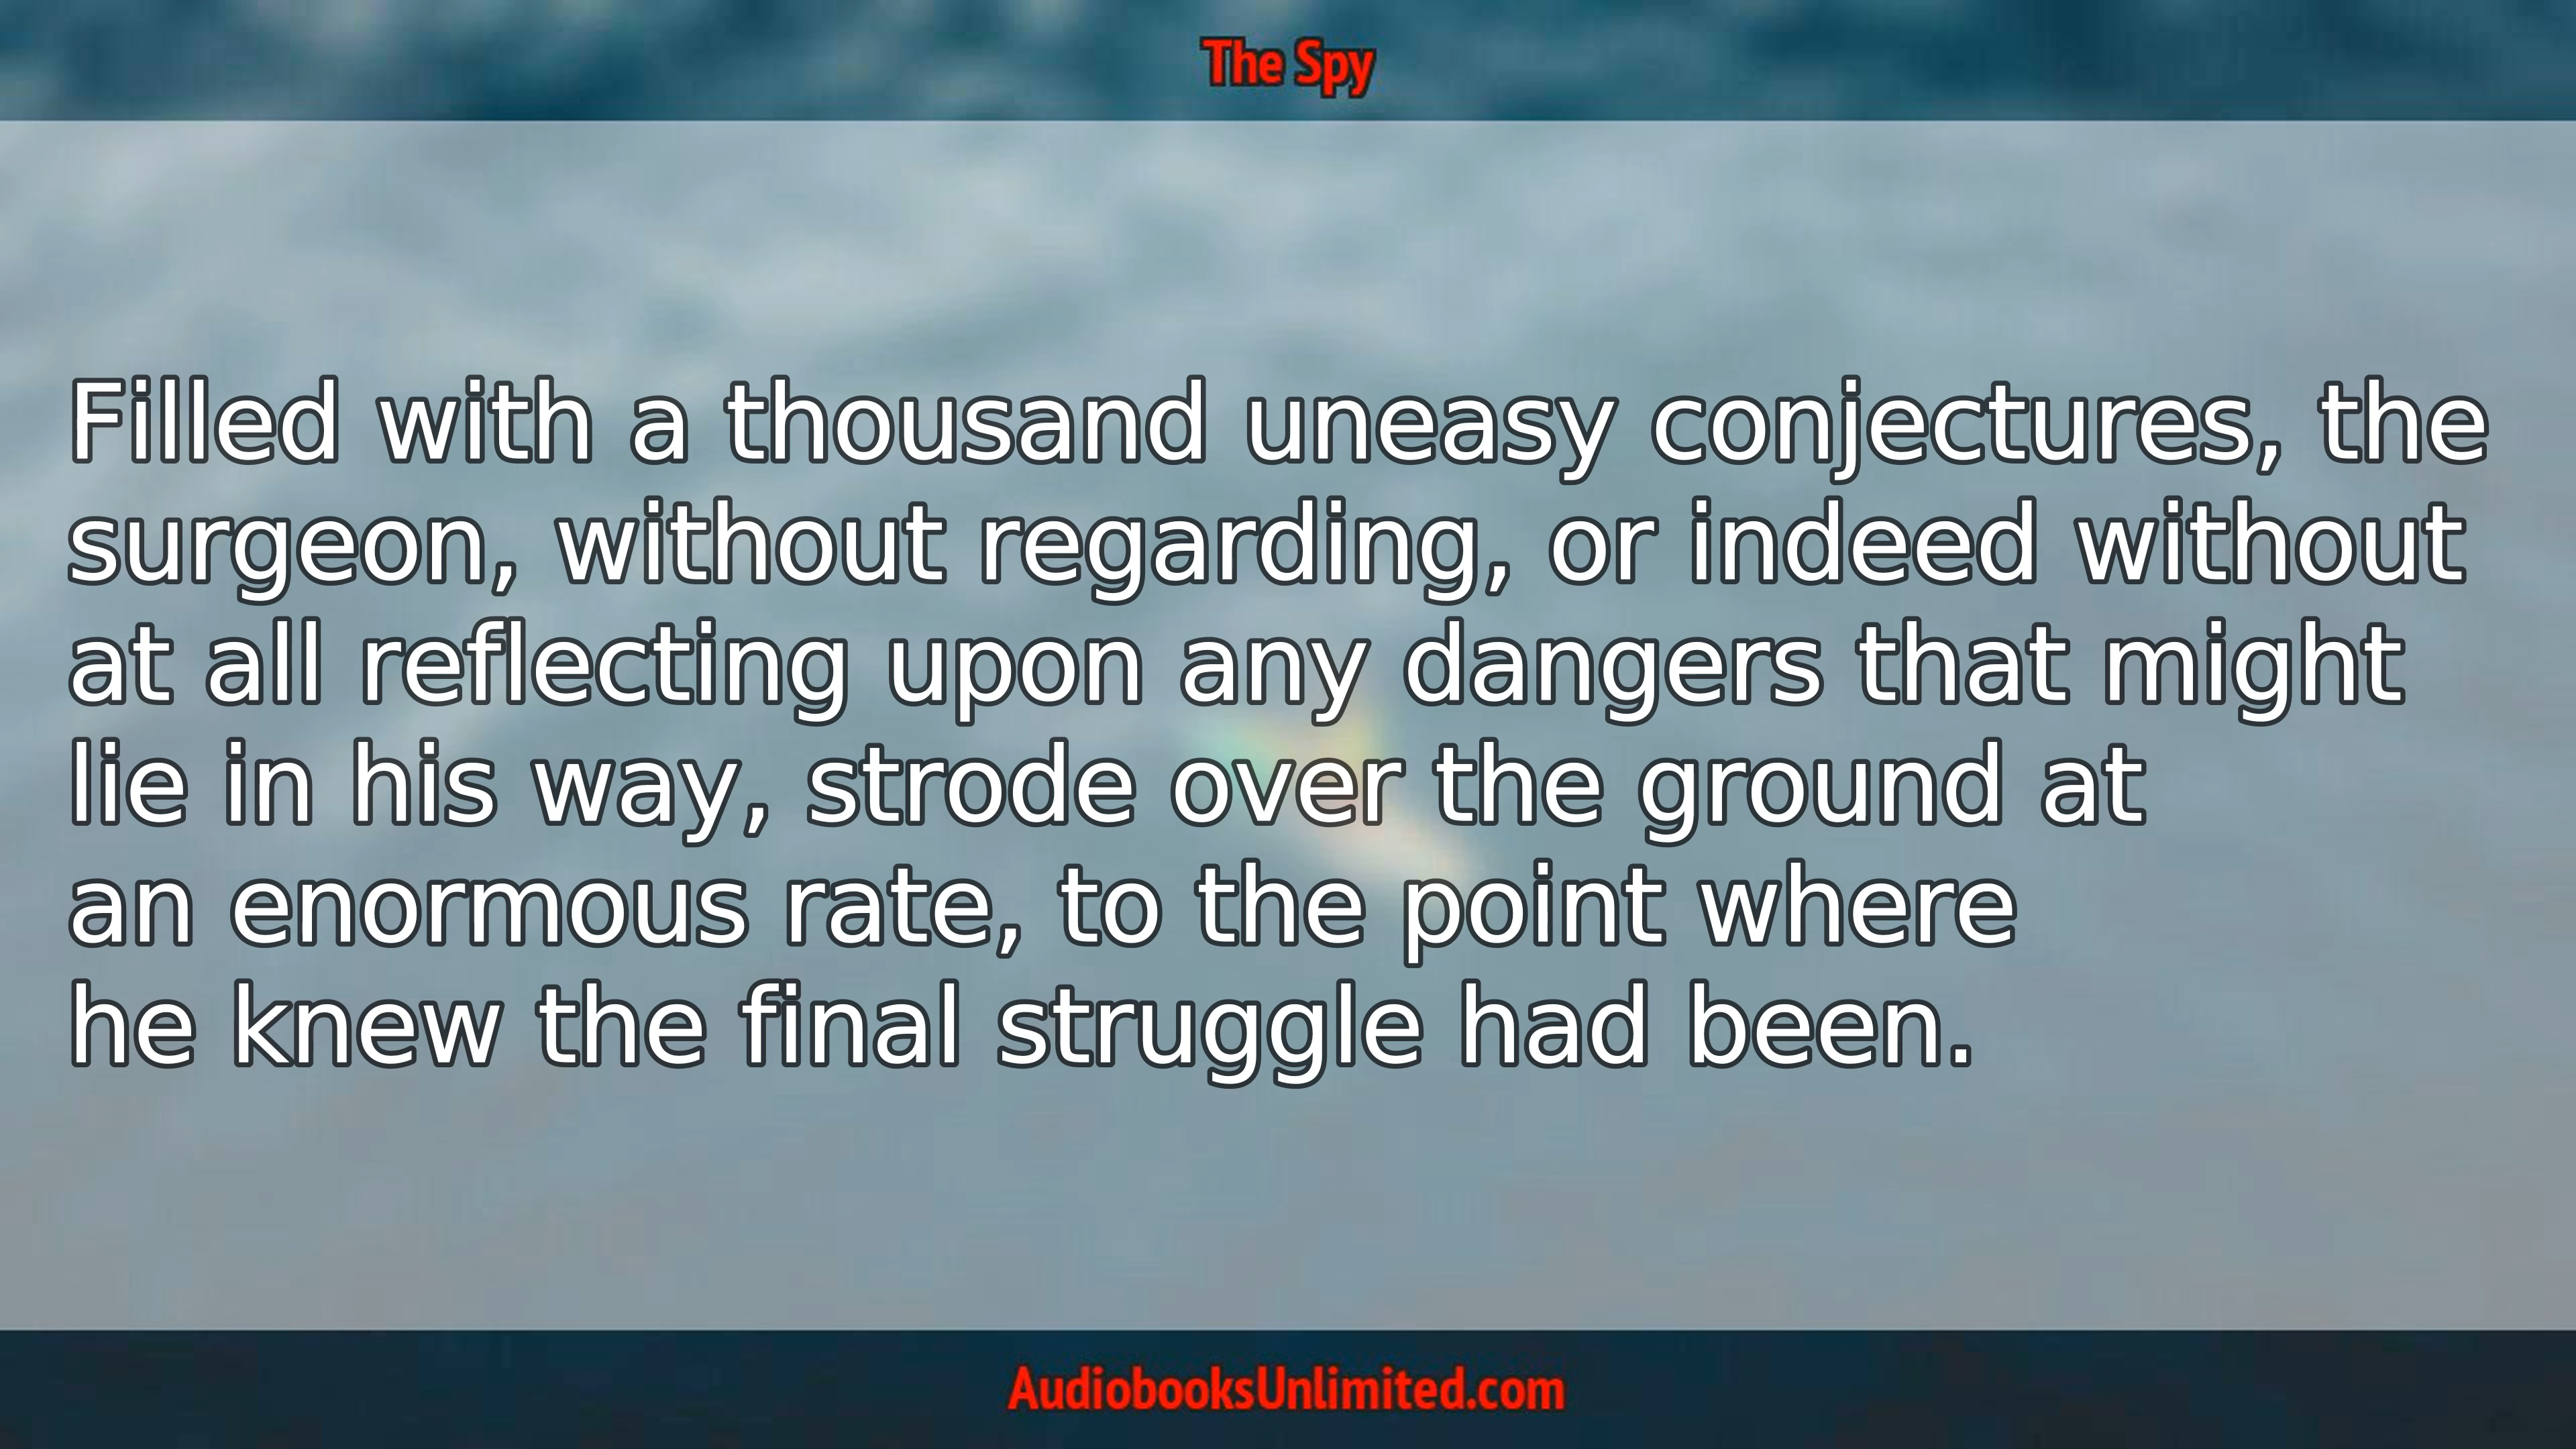 The Spy
Filled with a thousand uneasy conjectures, the
surgeon, without regarding, or indeed without
at all reflecting upon any dangers that might
lie in his way, strode over the ground at
an enormous rate, to the point where
he knew the final struggle had been.
AudiobooksUnlimited.com